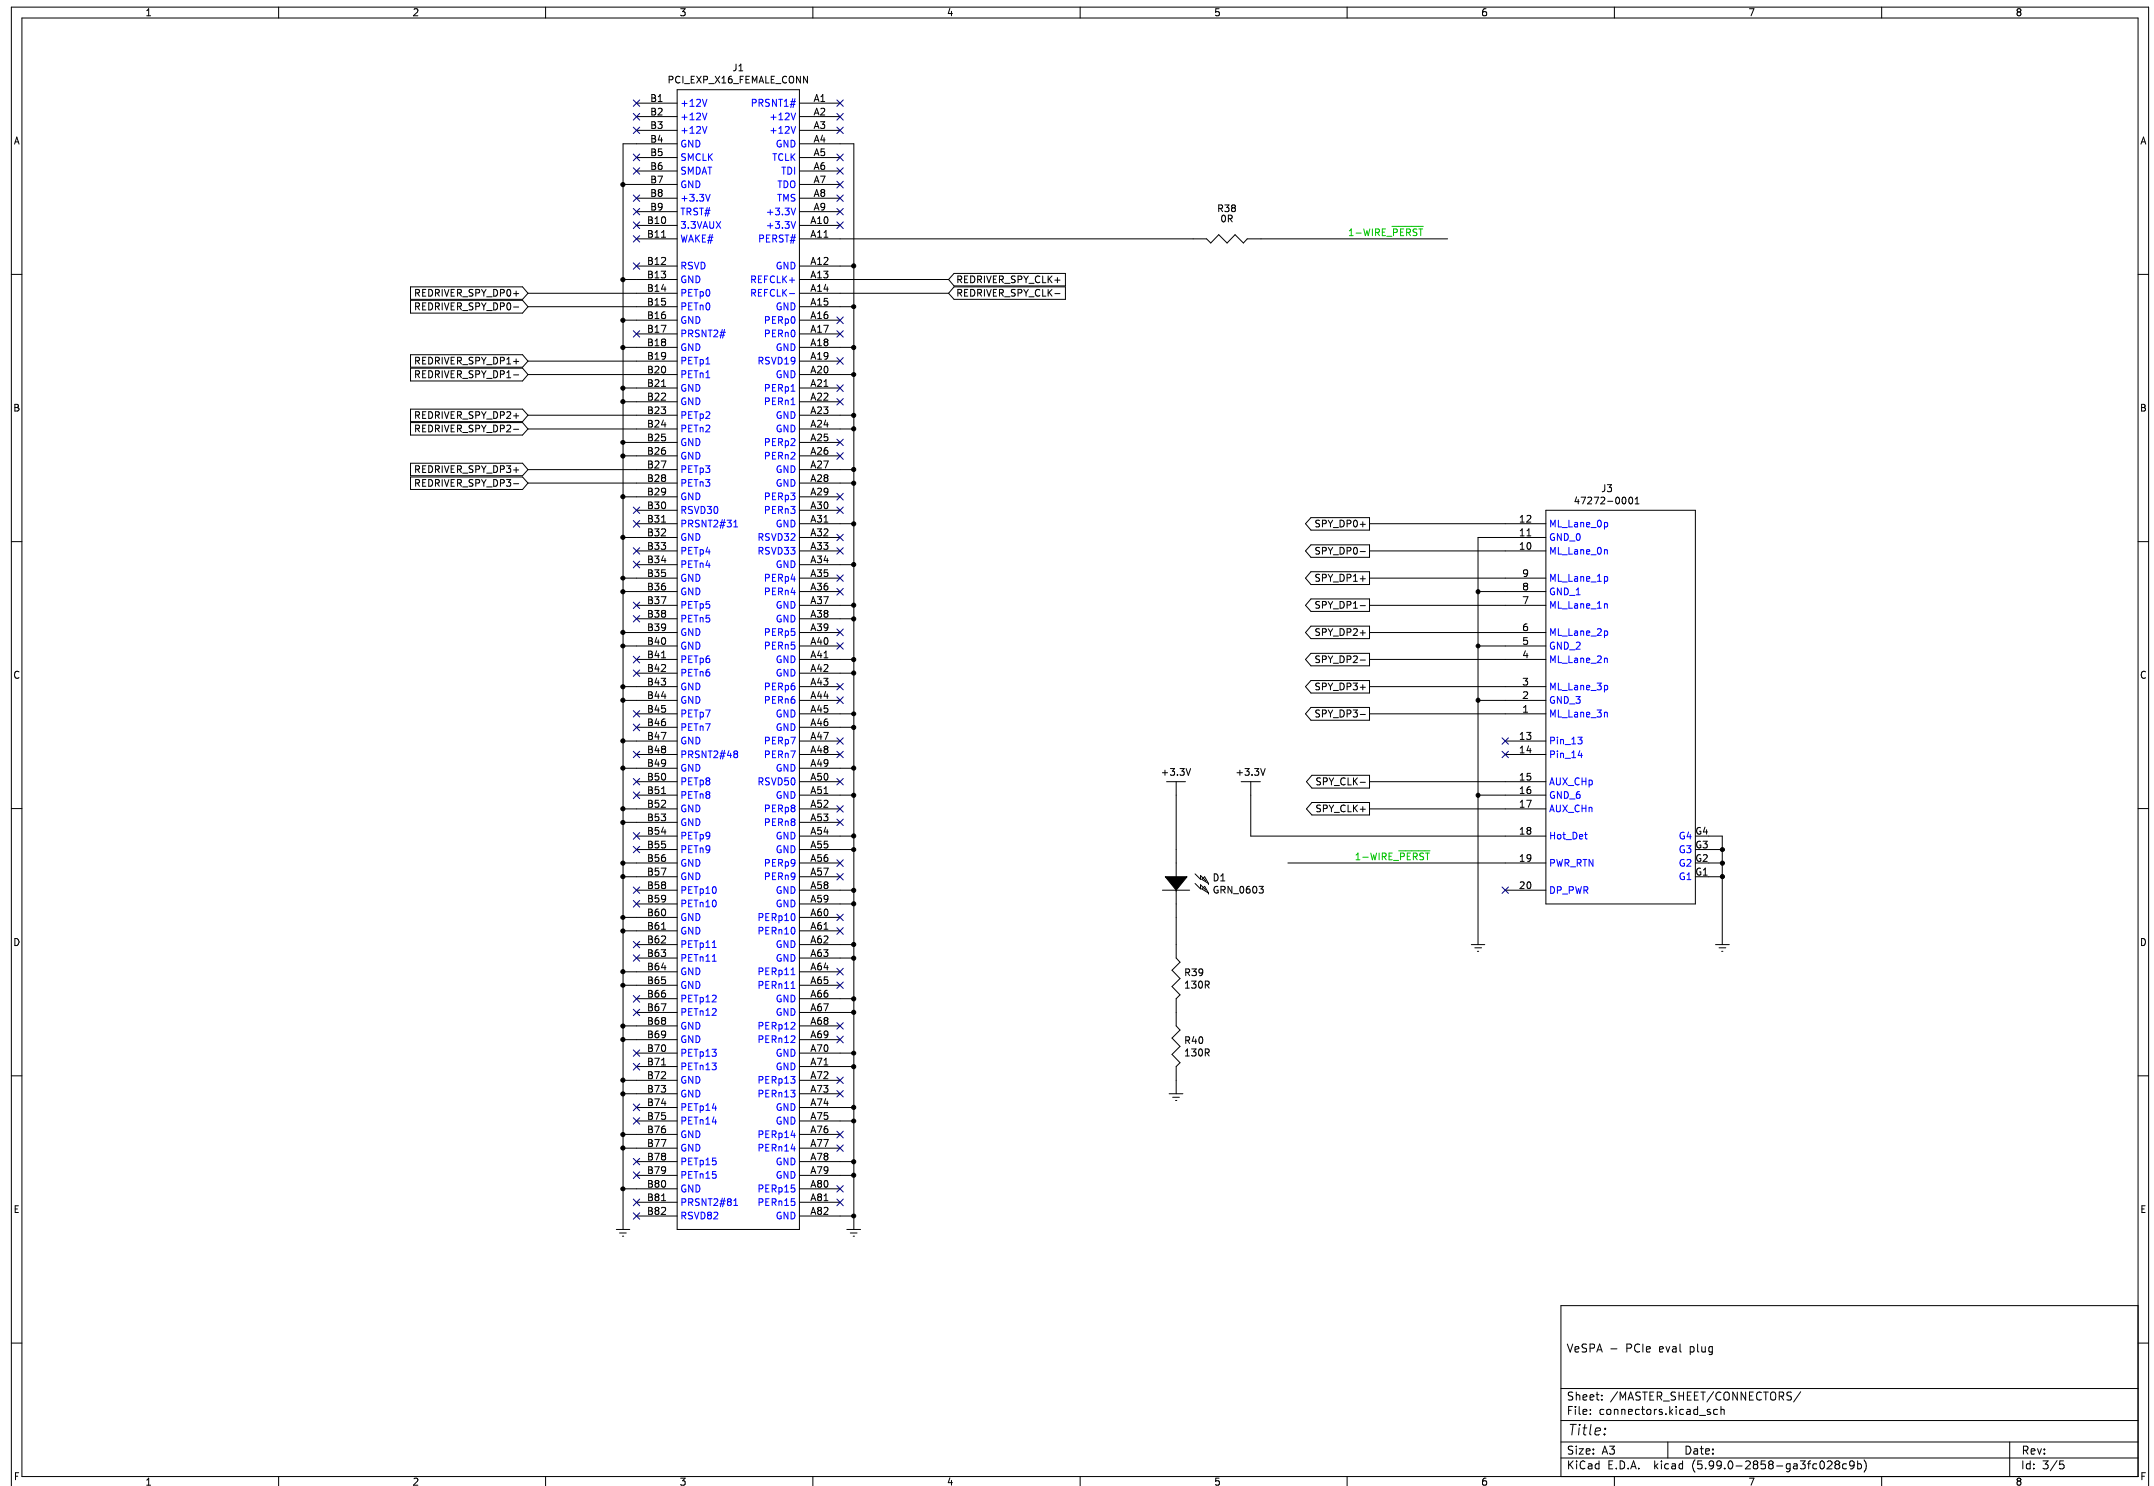 1 2 3 4 5 6 7 8
A B C D E F
J1
PCI_EXP_X16_FEMALE_CONN
B1 +12V PRSNT1# A1
B2 +12V +12V A2
B3 +12V +12V A3
B4 GND GND A4
B5 SMCLK TCLK A5
B6 SMDAT TDI A6
B7 GND TDO A7
B8 +3.3V TMS A8
B9 TRST# +3.3V A9
B10 3.3VAUX +3.3V A10
B11 WAKE# PERST# A11
B12 RSVD GND A12
B13 GND REFCLK+ A13 REDRIVER_SPY_CLK+
REDRIVER_SPY_DP0+ B14 PETp0 REFCLK- A14 REDRIVER_SPY_CLK-
REDRIVER_SPY_DP0- B15 PETn0 GND A15
B16 GND PERp0 A16
B17 PRSNT2# PERn0 A17
B18 GND GND A18
REDRIVER_SPY_DP1+ B19 PETp1 RSVD19 A19
REDRIVER_SPY_DP1- B20 PETn1 GND A20
B21 GND PERp1 A21
B22 GND PERn1 A22
REDRIVER_SPY_DP2+ B23 PETp2 GND A23
REDRIVER_SPY_DP2- B24 PETn2 GND A24
B25 GND PERp2 A25
B26 GND PERn2 A26
REDRIVER_SPY_DP3+ B27 PETp3 GND A27
REDRIVER_SPY_DP3- B28 PETn3 GND A28
B29 GND PERp3 A29
B30 RSVD30 PERn3 A30
B31 PRSNT2#31 GND A31
B32 GND RSVD32 A32
B33 PETp4 RSVD33 A33
B34 PETn4 GND A34
B35 GND PERp4 A35
B36 GND PERn4 A36
B37 PETp5 GND A37
B38 PETn5 GND A38
B39 GND PERp5 A39
B40 GND PERn5 A40
B41 PETp6 GND A41
B42 PETn6 GND A42
B43 GND PERp6 A43
B44 GND PERn6 A44
B45 PETp7 GND A45
B46 PETn7 GND A46
B47 GND PERp7 A47
B48 PRSNT2#48 PERn7 A48
B49 GND GND A49
B50 PETp8 RSVD50 A50
B51 PETn8 GND A51
B52 GND PERp8 A52
B53 GND PERn8 A53
B54 PETp9 GND A54
B55 PETn9 GND A55
B56 GND PERp9 A56
B57 GND PERn9 A57
B58 PETp10 GND A58
B59 PETn10 GND A59
B60 GND PERp10 A60
B61 GND PERn10 A61
B62 PETp11 GND A62
B63 PETn11 GND A63
B64 GND PERp11 A64
B65 GND PERn11 A65
B66 PETp12 GND A66
B67 PETn12 GND A67
B68 GND PERp12 A68
B69 GND PERn12 A69
B70 PETp13 GND A70
B71 PETn13 GND A71
B72 GND PERp13 A72
B73 GND PERn13 A73
B74 PETp14 GND A74
B75 PETn14 GND A75
B76 GND PERp14 A76
B77 GND PERn14 A77
B78 PETp15 GND A78
B79 PETn15 GND A79
B80 GND PERp15 A80
B81 PRSNT2#81 PERn15 A81
B82 RSVD82 GND A82
R38
0R
1-WIRE_PERST
J3
47272-0001
SPY_DP0+ 12 ML_Lane_0p
11 GND_0
SPY_DP0- 10 ML_Lane_0n
SPY_DP1+ 9 ML_Lane_1p
8 GND_1
SPY_DP1- 7 ML_Lane_1n
SPY_DP2+ 6 ML_Lane_2p
5 GND_2
SPY_DP2- 4 ML_Lane_2n
SPY_DP3+ 3 ML_Lane_3p
2 GND_3
SPY_DP3- 1 ML_Lane_3n
13 Pin_13
14 Pin_14
SPY_CLK- 15 AUX_CHp
16 GND_6
SPY_CLK+ 17 AUX_CHn
18 Hot_Det G4 G4
G3 G3
1-WIRE_PERST 19 PWR_RTN G2 G2
G1 G1
20 DP_PWR
+3.3V +3.3V
D1
GRN_0603
R39
130R
R40
130R
VeSPA - PCIe eval plug
Sheet: /MASTER_SHEET/CONNECTORS/
File: connectors.kicad_sch
Title:
Size: A3 Date: Rev:
KiCad E.D.A. kicad (5.99.0-2858-ga3fc028c9b) Id: 3/5
A B C D E F
1 2 3 4 5 6 7 8